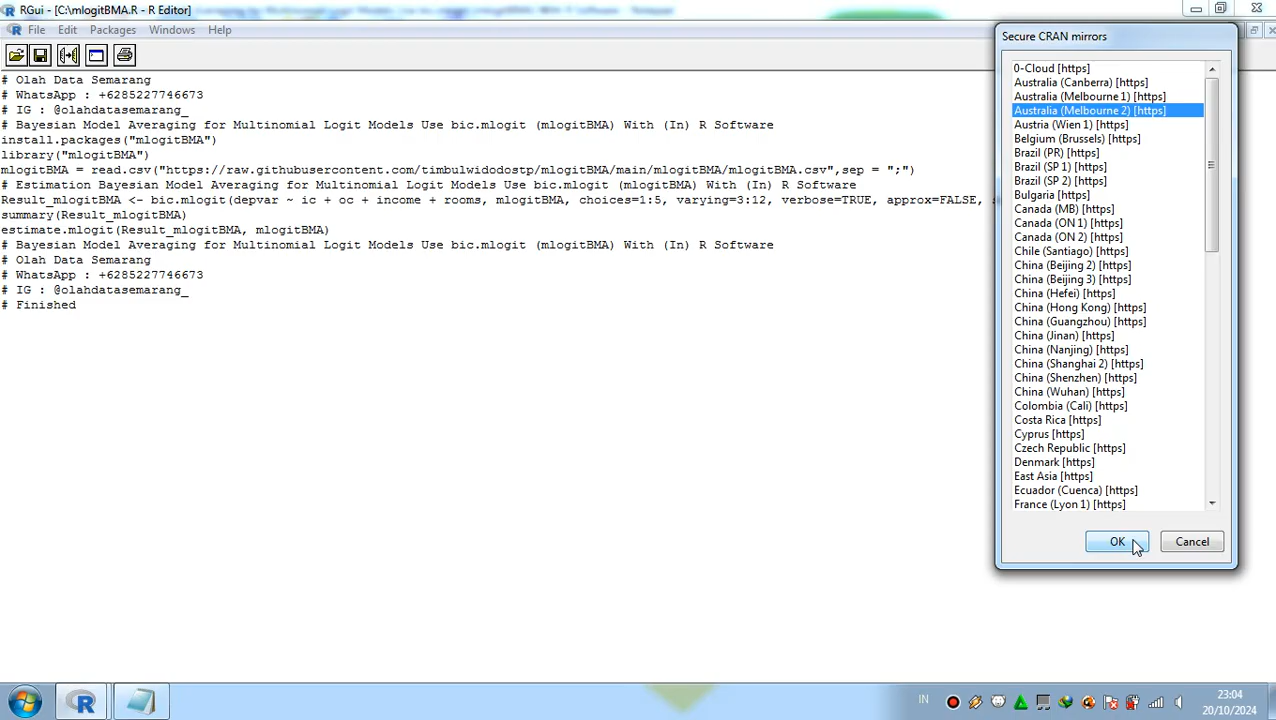 RGui - [C:\mlogitBMA.R - R Editor]
File Edit Packages Windows Help
# Olah Data Semarang
# WhatsApp : +6285227746673
# IG : @olahdatasemarang_
# Bayesian Model Averaging for Multinomial Logit Models Use bic.mlogit (mlogitBMA) With (In) R Software
install.packages("mlogitBMA")
library("mlogitBMA")
mlogitBMA = read.csv("https://raw.githubusercontent.com/timbulwidodostp/mlogitBMA/main/mlogitBMA/mlogitBMA.csv",sep = ";")
# Estimation Bayesian Model Averaging for Multinomial Logit Models Use bic.mlogit (mlogitBMA) With (In) R Software
Result_mlogitBMA <- bic.mlogit(depvar ~ ic + oc + income + rooms, mlogitBMA, choices=1:5, varying=3:12, verbose=TRUE, approx=FALSE,
summary(Result_mlogitBMA)
estimate.mlogit(Result_mlogitBMA, mlogitBMA)
# Bayesian Model Averaging for Multinomial Logit Models Use bic.mlogit (mlogitBMA) With (In) R Software
# Olah Data Semarang
# WhatsApp : +6285227746673
# IG : @olahdatasemarang_
# Finished
Secure CRAN mirrors
0-Cloud [https]
Australia (Canberra) [https]
Australia (Melbourne 1) [https]
Australia (Melbourne 2) [https]
Austria (Wien 1) [https]
Belgium (Brussels) [https]
Brazil (PR) [https]
Brazil (SP 1) [https]
Brazil (SP 2) [https]
Bulgaria [https]
Canada (MB) [https]
Canada (ON 1) [https]
Canada (ON 2) [https]
Chile (Santiago) [https]
China (Beijing 2) [https]
China (Beijing 3) [https]
China (Hefei) [https]
China (Hong Kong) [https]
China (Guangzhou) [https]
China (Jinan) [https]
China (Nanjing) [https]
China (Shanghai 2) [https]
China (Shenzhen) [https]
China (Wuhan) [https]
Colombia (Cali) [https]
Costa Rica [https]
Cyprus [https]
Czech Republic [https]
Denmark [https]
East Asia [https]
Ecuador (Cuenca) [https]
France (Lyon 1) [https]
OK Cancel
IN
23:04
20/10/2024